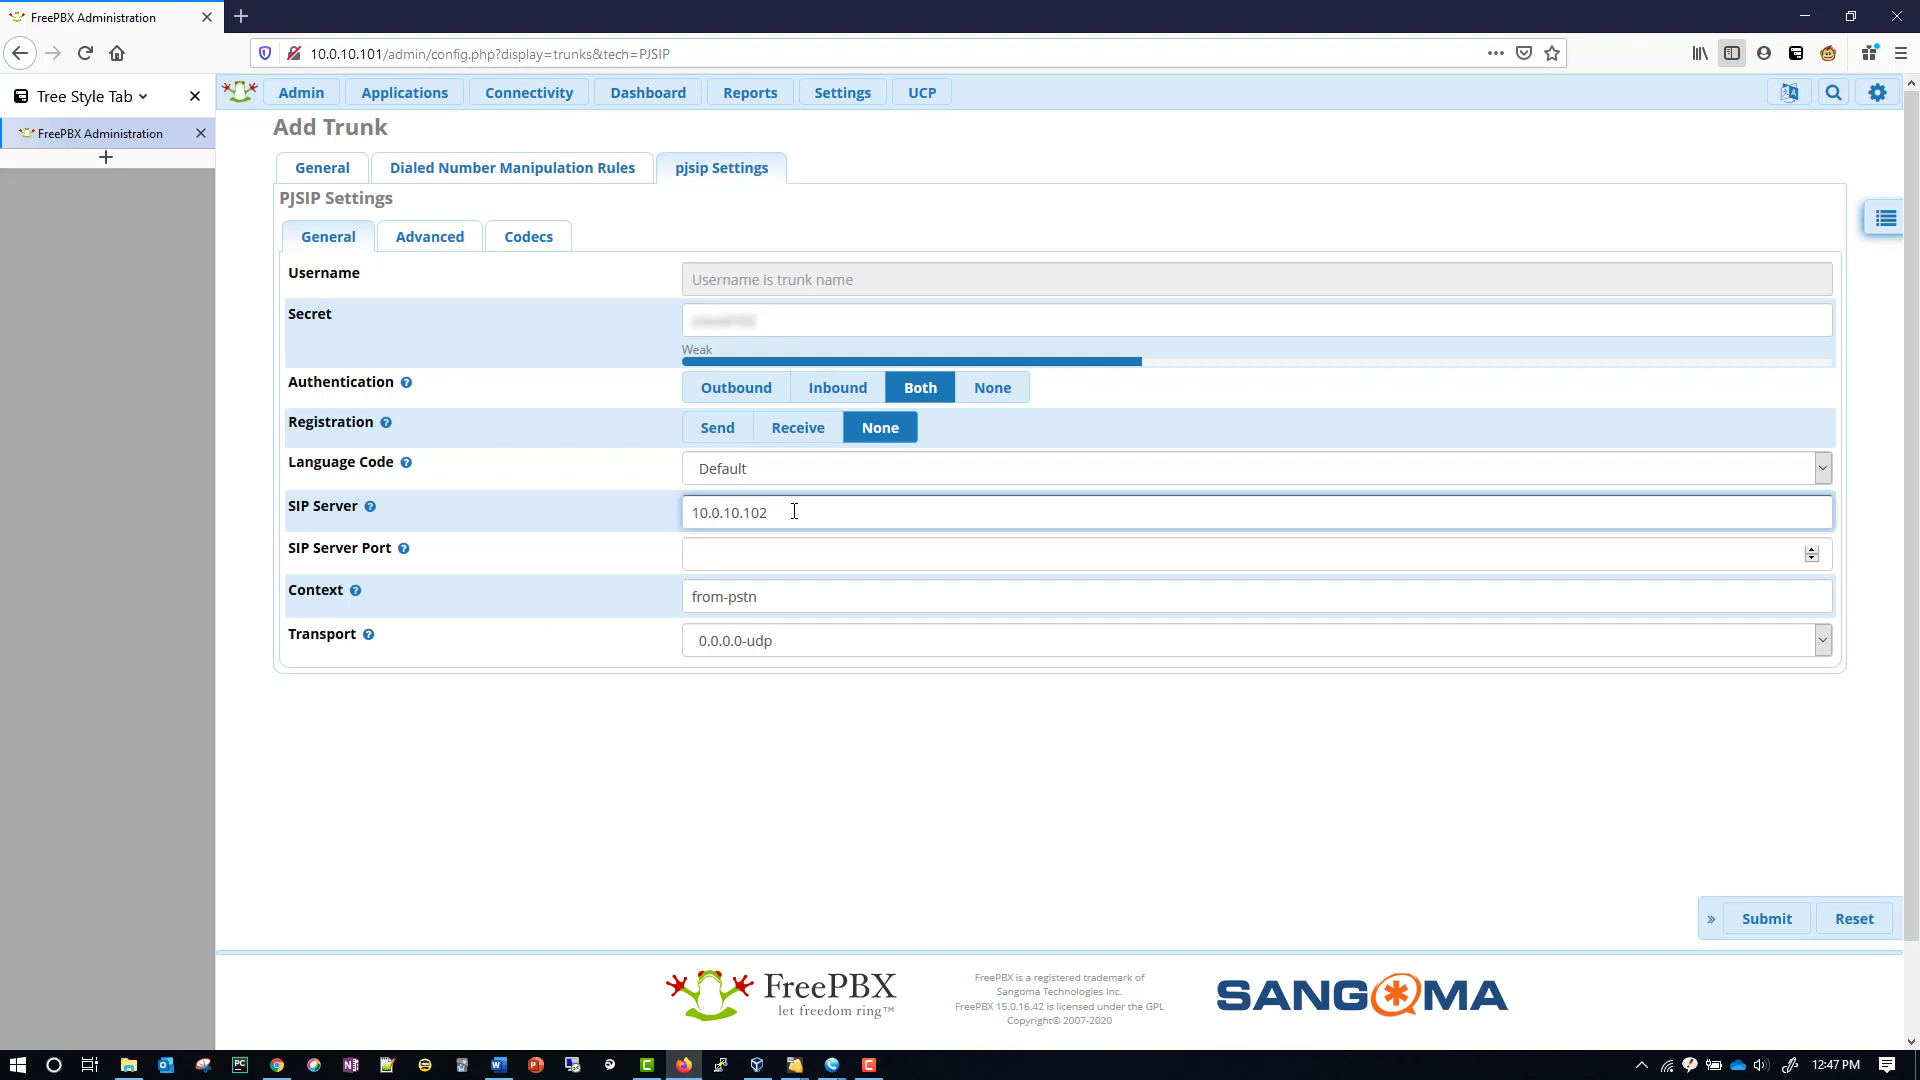 FreePBX Administration
10.0.10.101/admin/config.php?display=trunks&tech=PJSIP
Tree Style Tab
FreePBX Administration
Admin
Applications
Connectivity
Dashboard
Reports
Settings
UCP
Add Trunk
General
Dialed Number Manipulation Rules
pjsip Settings
PJSIP Settings
General
Advanced
Codecs
Username
Username is trunk name
Secret
Weak
Authentication
Outbound
Inbound
Both
None
Registration
Send
Receive
None
Language Code
Default
SIP Server
10.0.10.102
SIP Server Port
Context
from-pstn
Transport
0.0.0.0-udp
» Submit
Reset
FreePBX
let freedom ring™
FreePBX is a registered trademark of
Sangoma Technologies Inc.
FreePBX 15.0.16.42 is licensed under the GPL
Copyright© 2007-2020
SANGOMA
12:47 PM